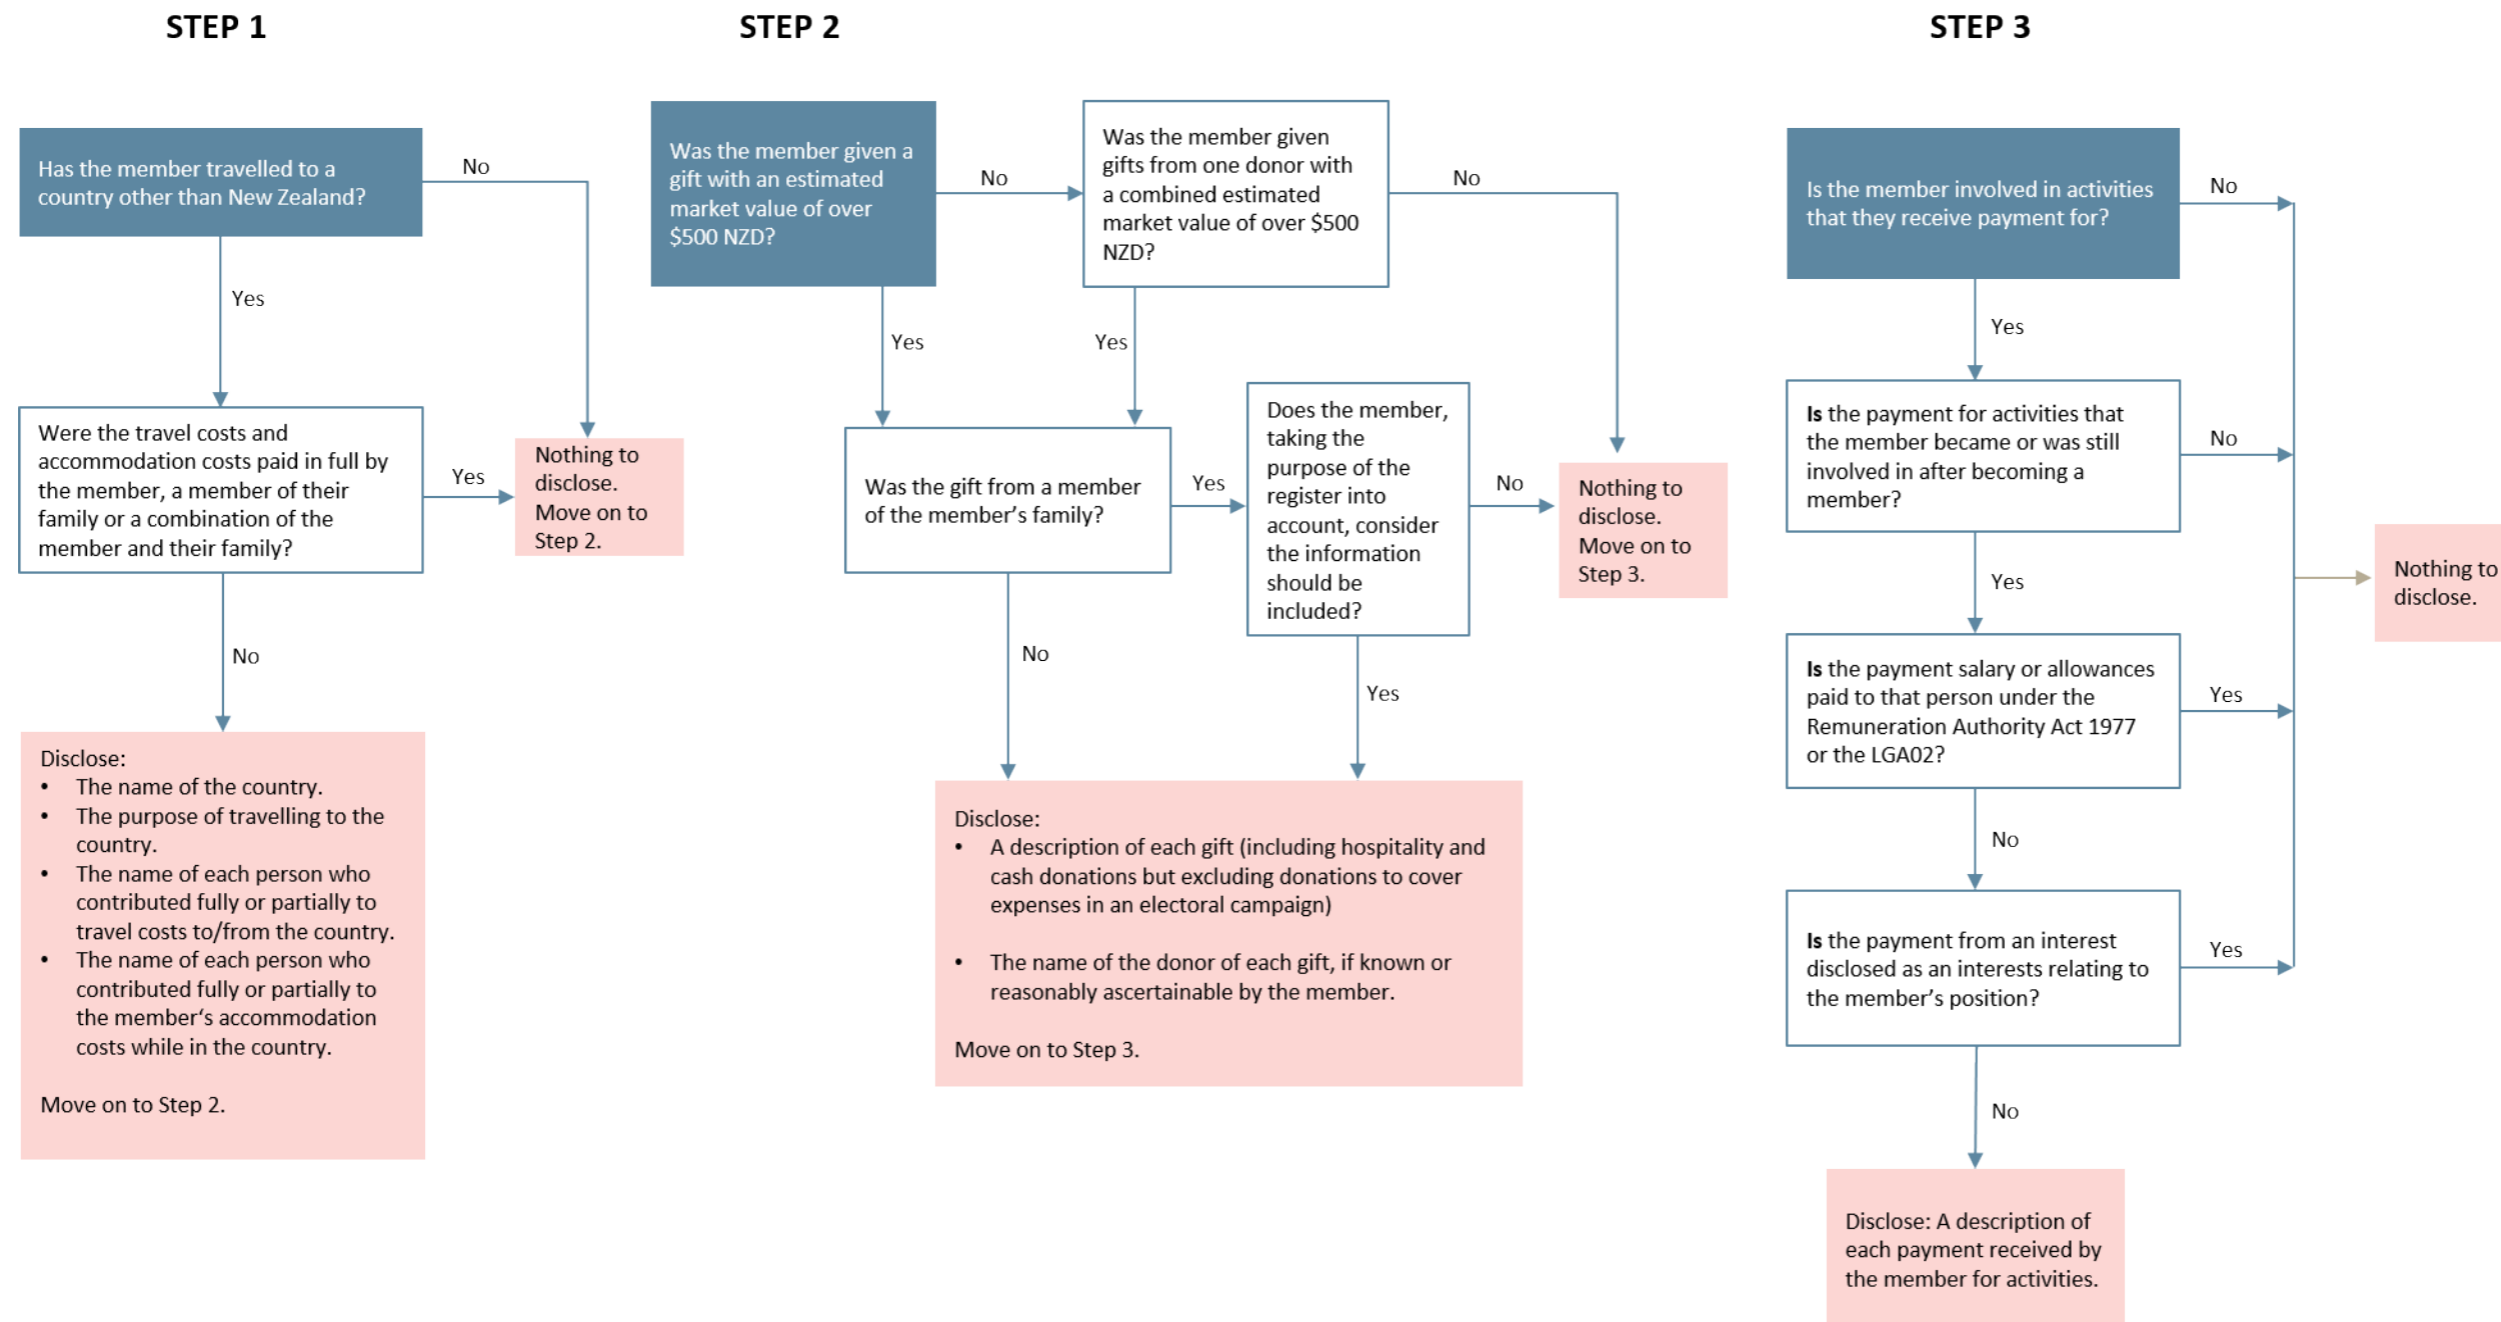 STEP 1
Has the member travelled to a
country other than New Zealand?
No
Yes
Were the travel costs and
accommodation costs paid in full by
the member, a member of their
family or a combination of the
member and their family?
Yes
Nothing to
disclose.
Move on to
Step 2.
No
Disclose:
• The name of the country.
• The purpose of travelling to the
country.
• The name of each person who
contributed fully or partially to
travel costs to/from the country.
• The name of each person who
contributed fully or partially to
the member‘s accommodation
costs while in the country.
Move on to Step 2.
STEP 2
Was the member given a
gift with an estimated
market value of over
$500 NZD?
No
Was the member given
gifts from one donor with
a combined estimated
market value of over $500
NZD?
No
Yes
Yes
Was the gift from a member
of the member’s family?
Yes
Does the member,
taking the
purpose of the
register into
account, consider
the information
should be
included?
No
Nothing to
disclose.
Move on to
Step 3.
No
Yes
Disclose:
• A description of each gift (including hospitality and
cash donations but excluding donations to cover
expenses in an electoral campaign)
• The name of the donor of each gift, if known or
reasonably ascertainable by the member.
Move on to Step 3.
STEP 3
Is the member involved in activities
that they receive payment for?
No
Yes
Is the payment for activities that
the member became or was still
involved in after becoming a
member?
No
Yes
Is the payment salary or allowances
paid to that person under the
Remuneration Authority Act 1977
or the LGA02?
Yes
No
Is the payment from an interest
disclosed as an interests relating to
the member’s position?
Yes
Nothing to
disclose.
No
Disclose: A description of
each payment received by
the member for activities.